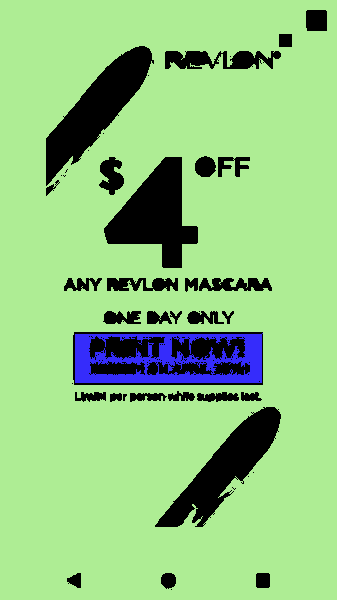 REVLON
$4 OFF
ANY REVLON MASCARA
ONE DAY ONLY
PRINT NOW!
Limit 1 per person while supplies last.